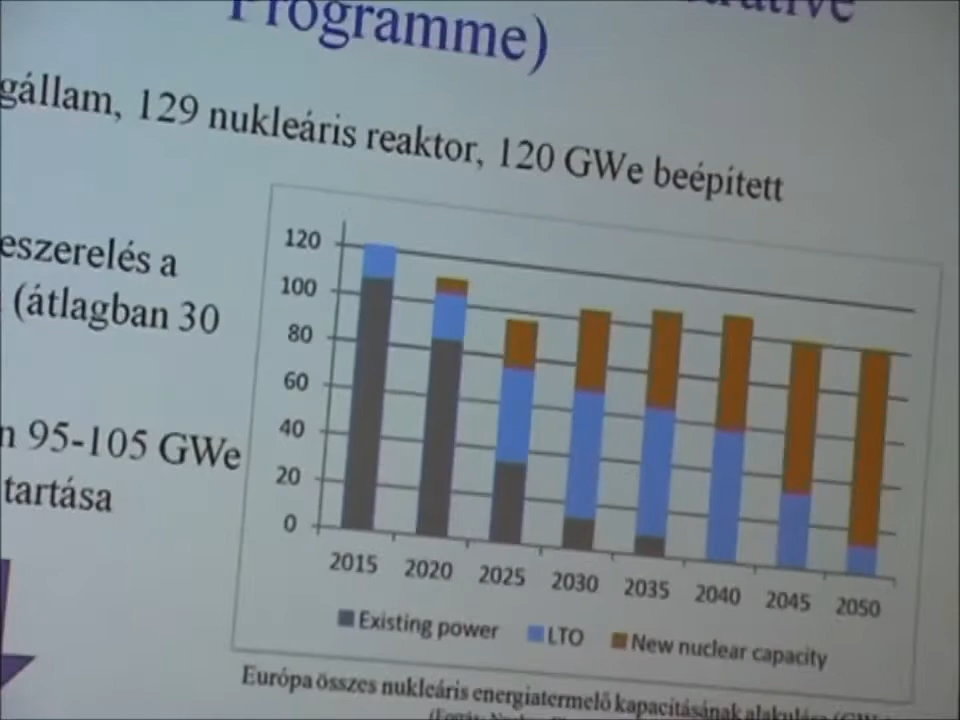 Programme)
gállam, 129 nukleáris reaktor, 120 GWe beépített
eszerelés a
(átlagban 30
n 95-105 GWe
tartása
120
100
80
60
40
20
0
2015 2020 2025 2030 2035 2040 2045 2050
Existing power LTO New nuclear capacity
Európa összes nukleáris energiatermelő kapacitásának alakulása